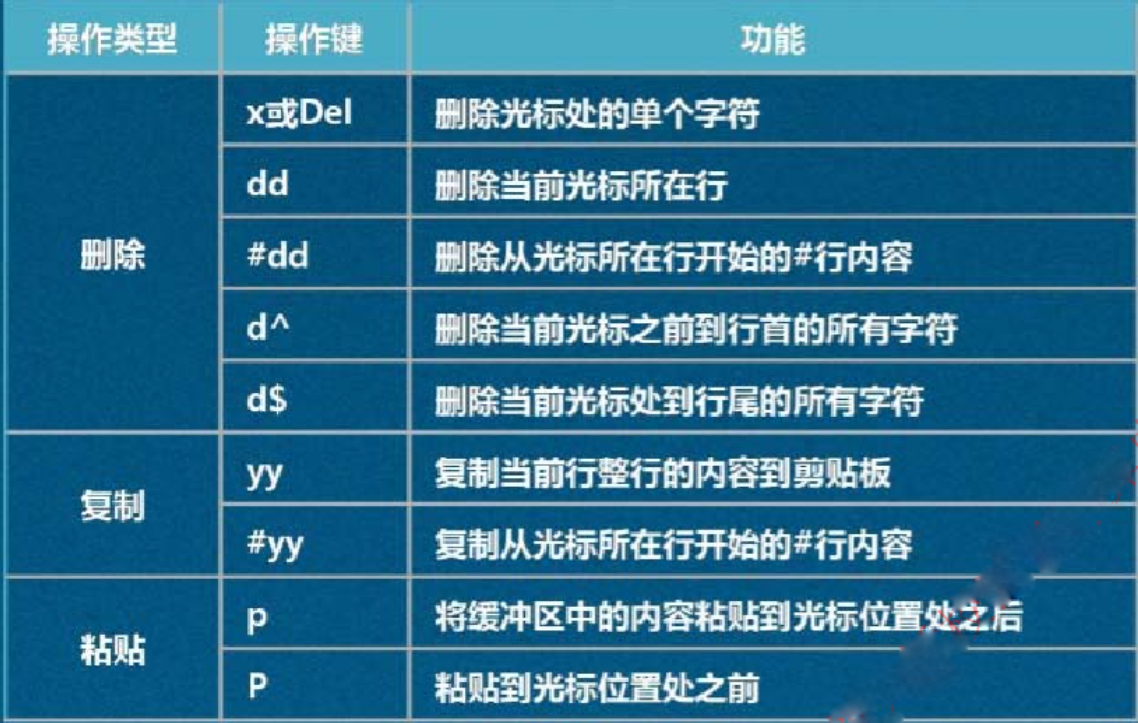 操作类型 操作键 功能
删除 x或Del 删除光标处的单个字符
dd 删除当前光标所在行
#dd 删除从光标所在行开始的#行内容
d^ 删除当前光标之前到行首的所有字符
d$ 删除当前光标处到行尾的所有字符
复制 yy 复制当前行整行的内容到剪贴板
#yy 复制从光标所在行开始的#行内容
粘贴 p 将缓冲区中的内容粘贴到光标位置处之后
P 粘贴到光标位置处之前